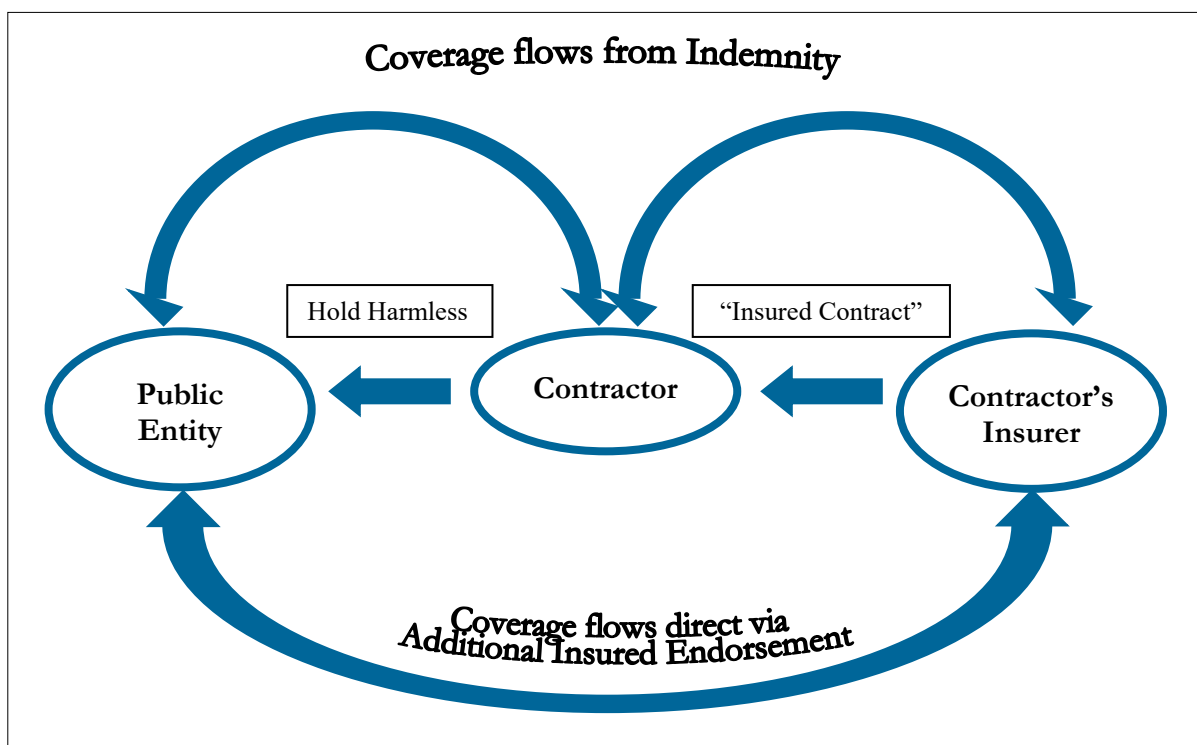 Coverage flows from Indemnity
Hold Harmless
“Insured Contract”
Public
Entity
Contractor
Contractor’s
Insurer
Coverage flows direct via
Additional Insured Endorsement